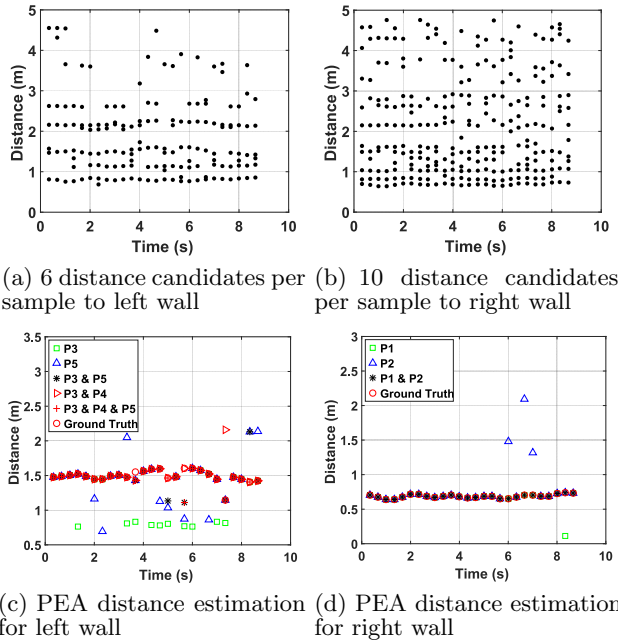 5
4
3
2
1
0
Distance (m)
0 2 4 6 8 10
Time (s)
5
4
3
2
1
0
Distance (m)
0 2 4 6 8 10
Time (s)
(a) 6 distance candidates per
sample to left wall
(b) 10 distance candidates
per sample to right wall
3.5
3
2.5
2
1.5
1
0.5
Distance (m)
P3
P5
P3 & P5
P3 & P4
P3 & P4 & P5
Ground Truth
0 2 4 6 8 10
Time (s)
3
2.5
2
1.5
1
0.5
0
Distance (m)
P1
P2
P1 & P2
Ground Truth
0 2 4 6 8 10
Time (s)
(c) PEA distance estimation
for left wall
(d) PEA distance estimation
for right wall